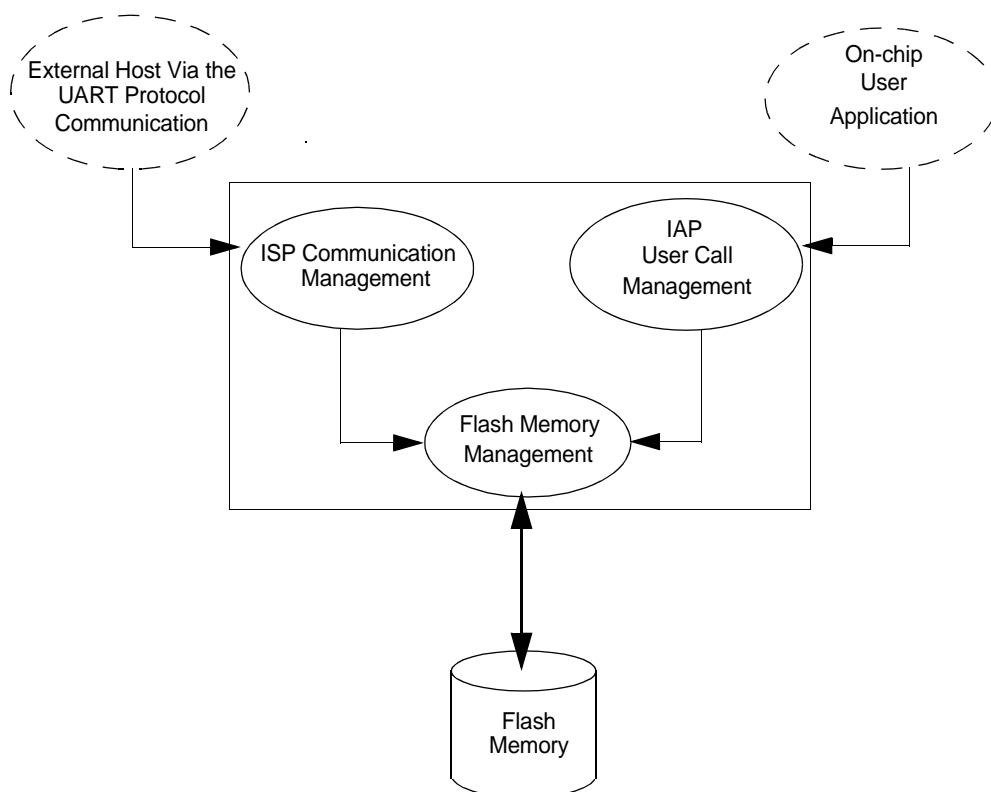 External Host Via the
UART Protocol
Communication
On-chip
User
Application
ISP Communication
Management
IAP
User Call
Management
Flash Memory
Management
Flash
Memory